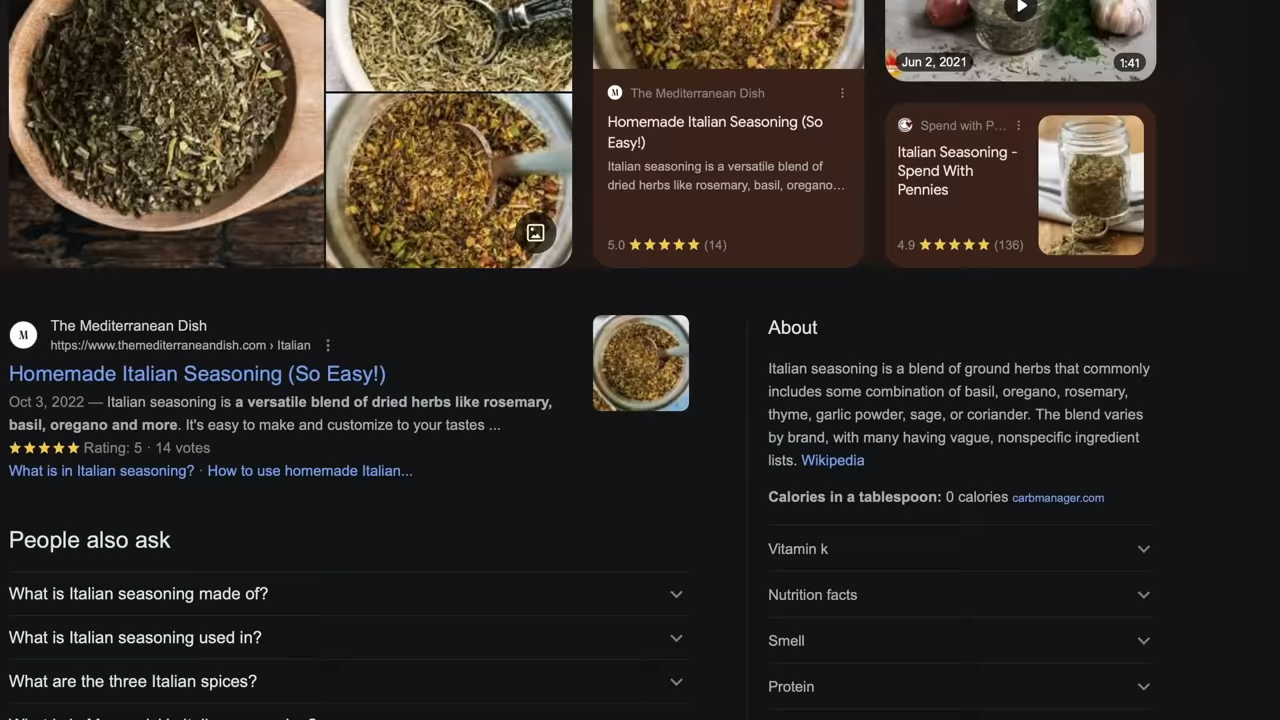 Jun 2, 2021
1:41
M The Mediterranean Dish
Homemade Italian Seasoning (So
Easy!)
Italian seasoning is a versatile blend of
dried herbs like rosemary, basil, oregano...
5.0 ★★★★★ (14)
Spend with P...
Italian Seasoning -
Spend With
Pennies
4.9 ★★★★★ (136)
M
The Mediterranean Dish
https://www.themediterraneandish.com › Italian
Homemade Italian Seasoning (So Easy!)
Oct 3, 2022 — Italian seasoning is a versatile blend of dried herbs like rosemary,
basil, oregano and more. It's easy to make and customize to your tastes ...
★★★★★ Rating: 5 · 14 votes
What is in Italian seasoning? · How to use homemade Italian...
People also ask
What is Italian seasoning made of?
What is Italian seasoning used in?
What are the three Italian spices?
About
Italian seasoning is a blend of ground herbs that commonly
includes some combination of basil, oregano, rosemary,
thyme, garlic powder, sage, or coriander. The blend varies
by brand, with many having vague, nonspecific ingredient
lists. Wikipedia
Calories in a tablespoon: 0 calories carbmanager.com
Vitamin k
Nutrition facts
Smell
Protein